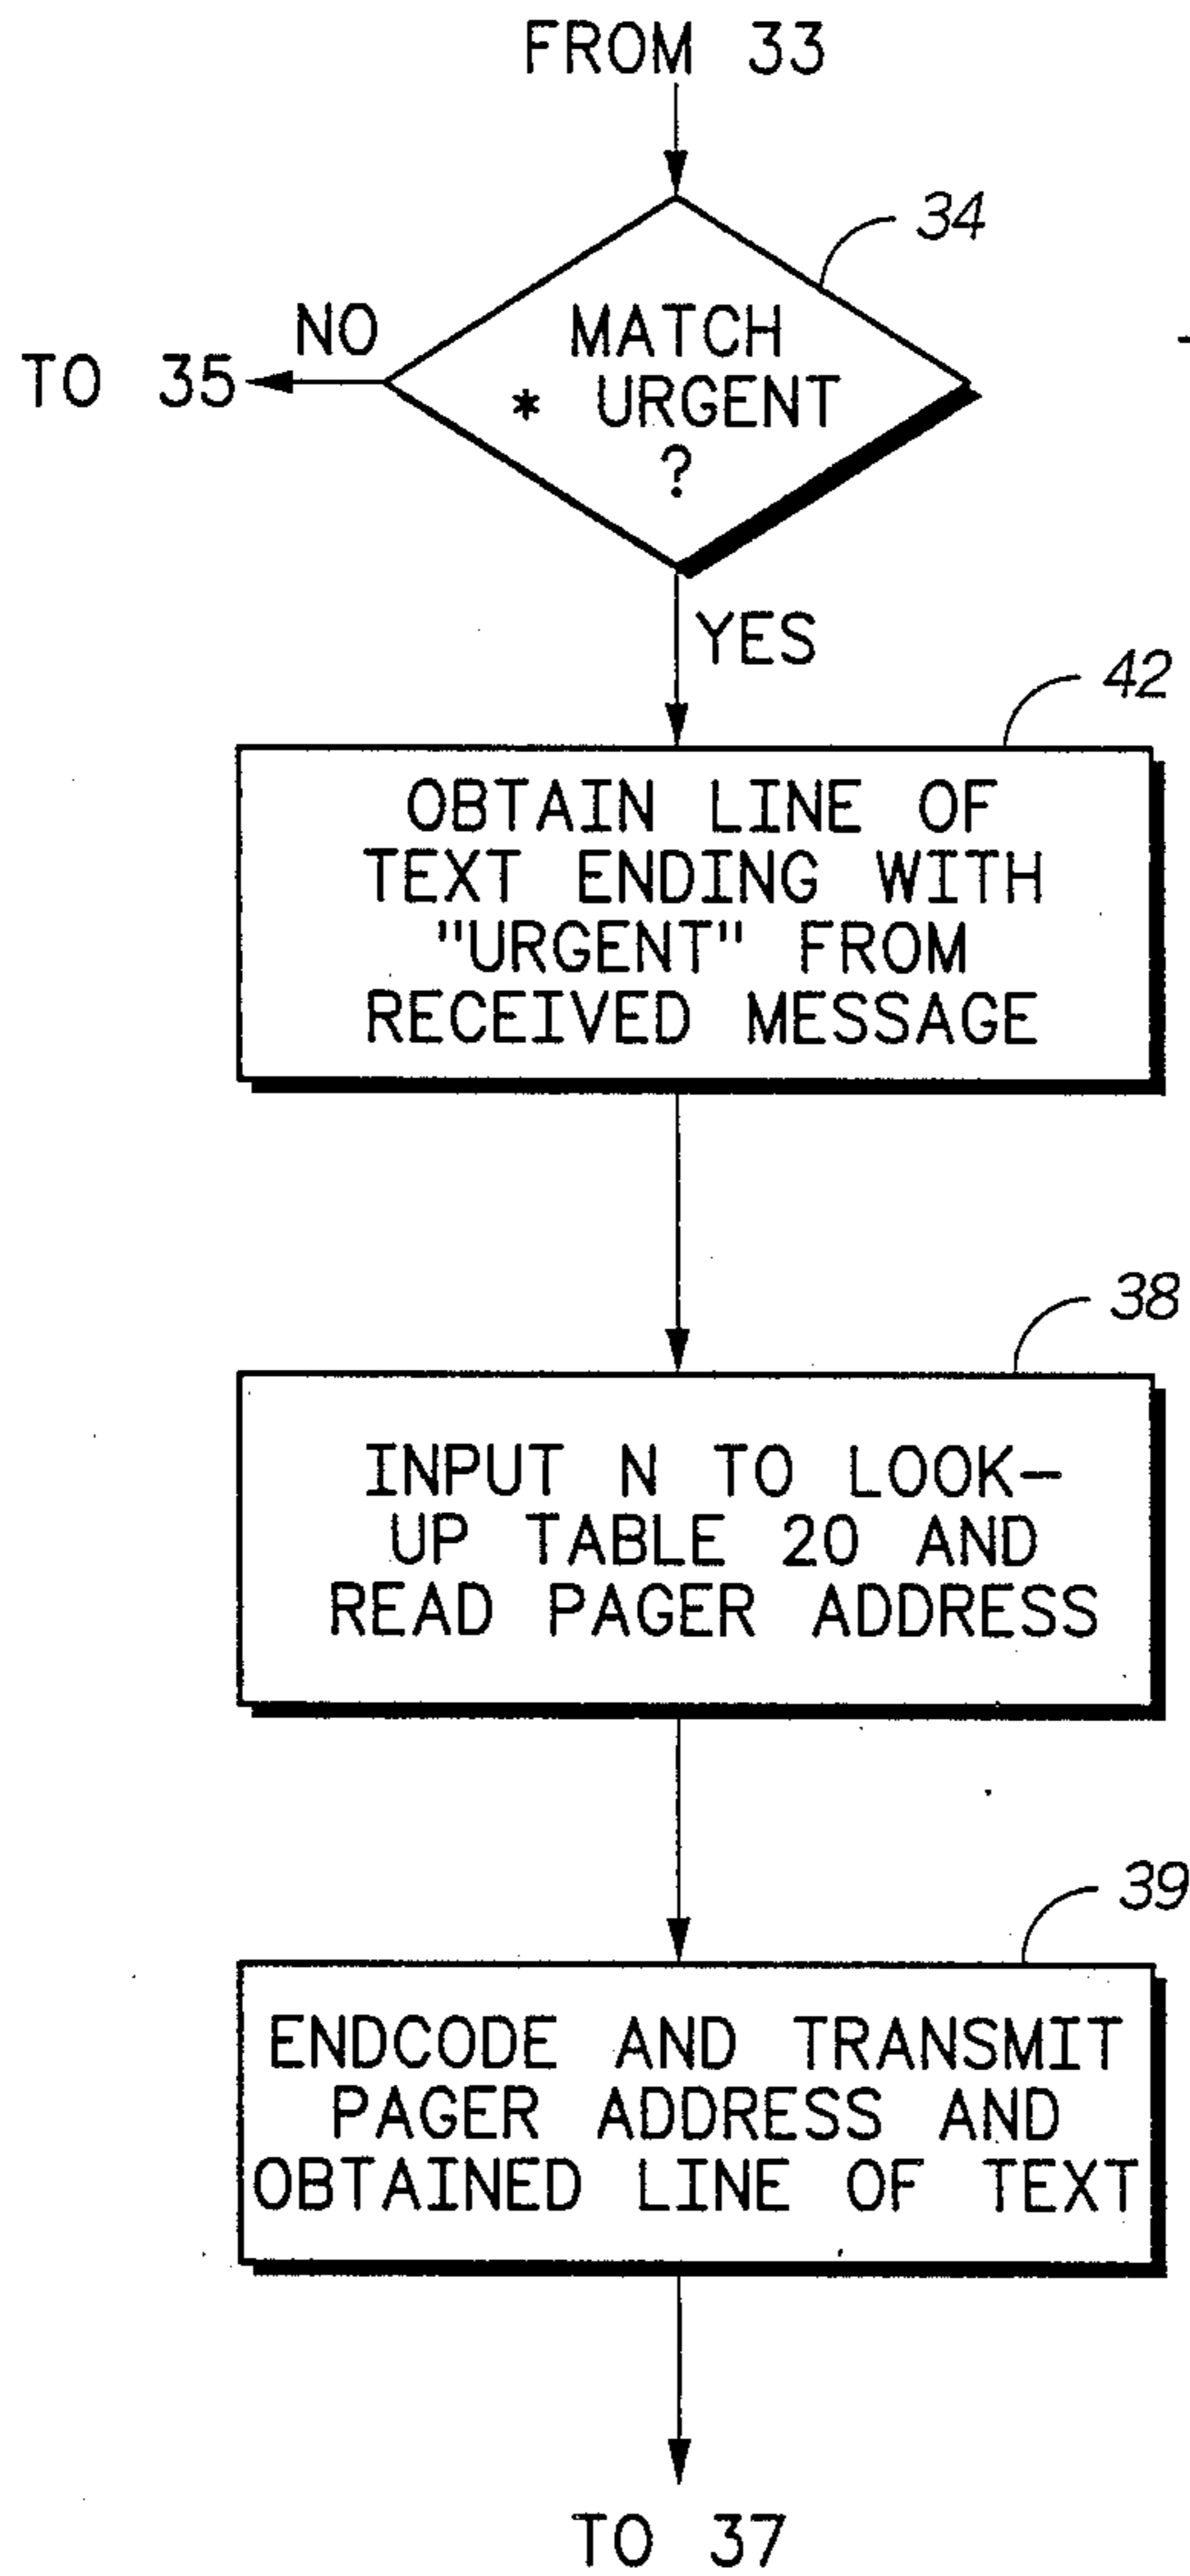 FROM 33
34
MATCH
* URGENT
?
NO
TO 35
YES
42
OBTAIN LINE OF
TEXT ENDING WITH
"URGENT" FROM
RECEIVED MESSAGE
38
INPUT N TO LOOK-
UP TABLE 20 AND
READ PAGER ADDRESS
39
ENDCODE AND TRANSMIT
PAGER ADDRESS AND
OBTAINED LINE OF TEXT
TO 37